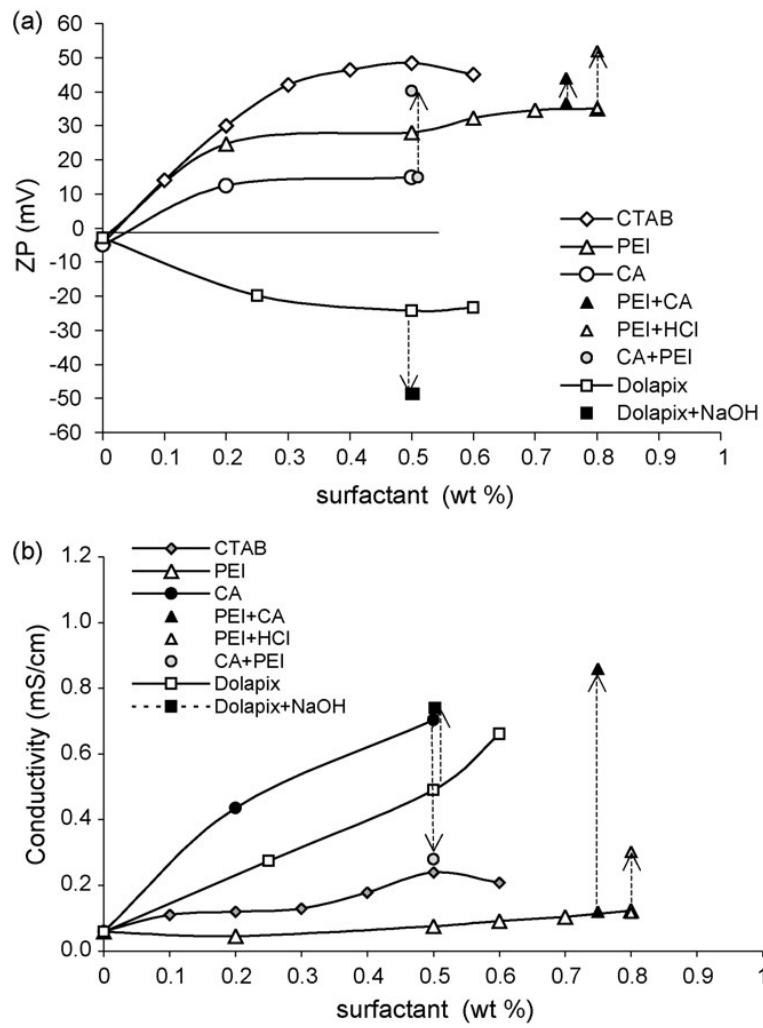 (a)
60
50
40
30
20
10
0
-10
-20
-30
-40
-50
-60
ZP (mV)
0 0.1 0.2 0.3 0.4 0.5 0.6 0.7 0.8 0.9 1
surfactant (wt %)
CTAB
PEI
CA
PEI+CA
PEI+HCl
CA+PEI
Dolapix
Dolapix+NaOH
(b)
1.2
1.0
0.8
0.6
0.4
0.2
0.0
Conductivity (mS/cm)
CTAB
PEI
CA
PEI+CA
PEI+HCl
CA+PEI
Dolapix
Dolapix+NaOH
0 0.1 0.2 0.3 0.4 0.5 0.6 0.7 0.8 0.9 1
surfactant (wt %)